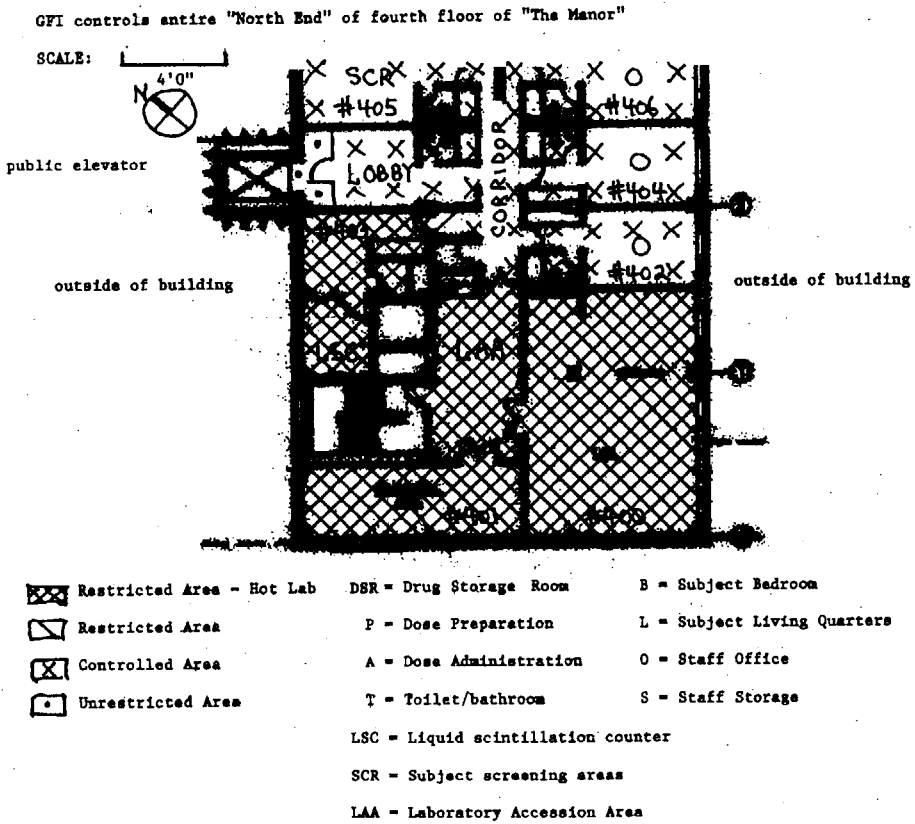 GFI controls entire "North End" of fourth floor of "The Manor"
SCALE:
4'0"
N
SCR
#405
O
#406
public elevator
LOBBY
CORRIDOR
O
#404
O
#402
outside of building
outside of building
LSC
LAA
#401
#400
Restricted Area - Hot Lab
Restricted Area
Controlled Area
Unrestricted Area
DSR = Drug Storage Room
P = Dose Preparation
A = Dose Administration
T = Toilet/bathroom
LSC = Liquid scintillation counter
SCR = Subject screening areas
LAA = Laboratory Accession Area
B = Subject Bedroom
L = Subject Living Quarters
O = Staff Office
S = Staff Storage